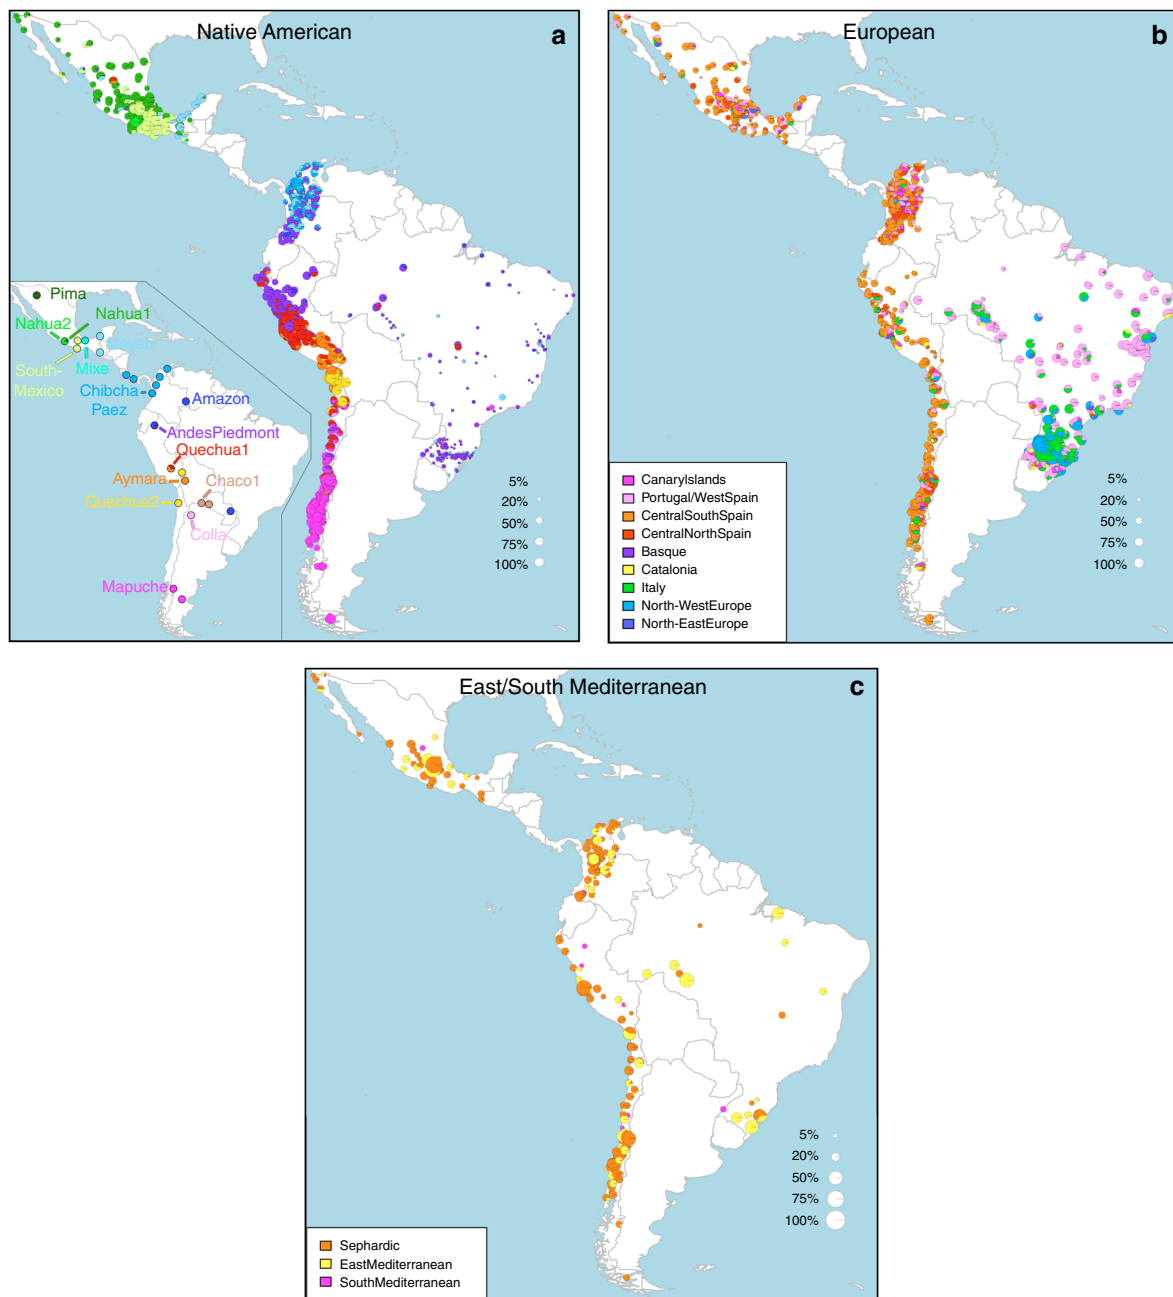 Native American
a
Pima
Nahua2
Nahua1
Mayan
South-
Mexico
Mixe
Chibcha
Paez
Amazon
AndesPiedmont
Quechua1
Aymara
Chaco1
Quechua2
Colla
Mapuche
5%
20%
50%
75%
100%
European
b
CanaryIslands
Portugal/WestSpain
CentralSouthSpain
CentralNorthSpain
Basque
Catalonia
Italy
North-WestEurope
North-EastEurope
5%
20%
50%
75%
100%
East/South Mediterranean
c
Sephardic
EastMediterranean
SouthMediterranean
5%
20%
50%
75%
100%